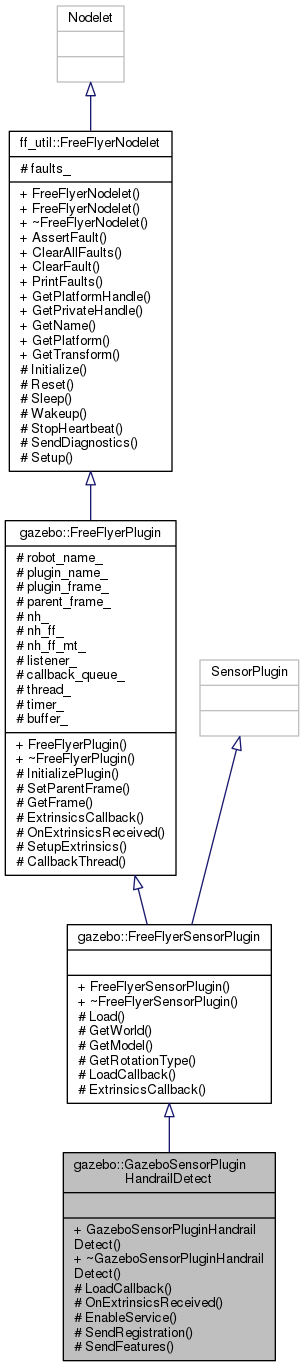 Nodelet
ff_util::FreeFlyerNodelet
# faults_
+ FreeFlyerNodelet()
+ FreeFlyerNodelet()
+ ~FreeFlyerNodelet()
+ AssertFault()
+ ClearAllFaults()
+ ClearFault()
+ PrintFaults()
+ GetPlatformHandle()
+ GetPrivateHandle()
+ GetName()
+ GetPlatform()
+ GetTransform()
# Initialize()
# Reset()
# Sleep()
# Wakeup()
# StopHeartbeat()
# SendDiagnostics()
# Setup()
gazebo::FreeFlyerPlugin
# robot_name_
# plugin_name_
# plugin_frame_
# parent_frame_
# nh_
# nh_ff_
# nh_ff_mt_
# listener_
# callback_queue_
# thread_
# timer_
# buffer_
+ FreeFlyerPlugin()
+ ~FreeFlyerPlugin()
# InitializePlugin()
# SetParentFrame()
# GetFrame()
# ExtrinsicsCallback()
# OnExtrinsicsReceived()
# SetupExtrinsics()
# CallbackThread()
SensorPlugin
gazebo::FreeFlyerSensorPlugin
+ FreeFlyerSensorPlugin()
+ ~FreeFlyerSensorPlugin()
# Load()
# GetWorld()
# GetModel()
# GetRotationType()
# LoadCallback()
# ExtrinsicsCallback()
gazebo::GazeboSensorPlugin
HandrailDetect
+ GazeboSensorPluginHandrail
Detect()
+ ~GazeboSensorPluginHandrail
Detect()
# LoadCallback()
# OnExtrinsicsReceived()
# EnableService()
# SendRegistration()
# SendFeatures()